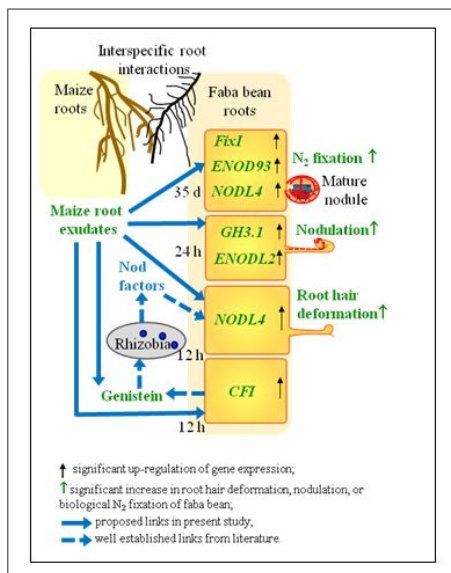 Interspecific root
interactions
Maize
roots
Faba bean
roots
FixI
ENOD93
NODL4
35 d
N₂ fixation ↑
Mature
nodule
Maize root
exudates
GH3.1
ENODL2
24 h
Nodulation↑
Nod
factors
Root hair
deformation↑
NODL4
Rhizobia
12 h
Genistein
CFI
12 h
↑ significant up-regulation of gene expression;
↑ significant increase in root hair deformation, nodulation, or
biological N₂ fixation of faba bean;
proposed links in present study;
well established links from literature.